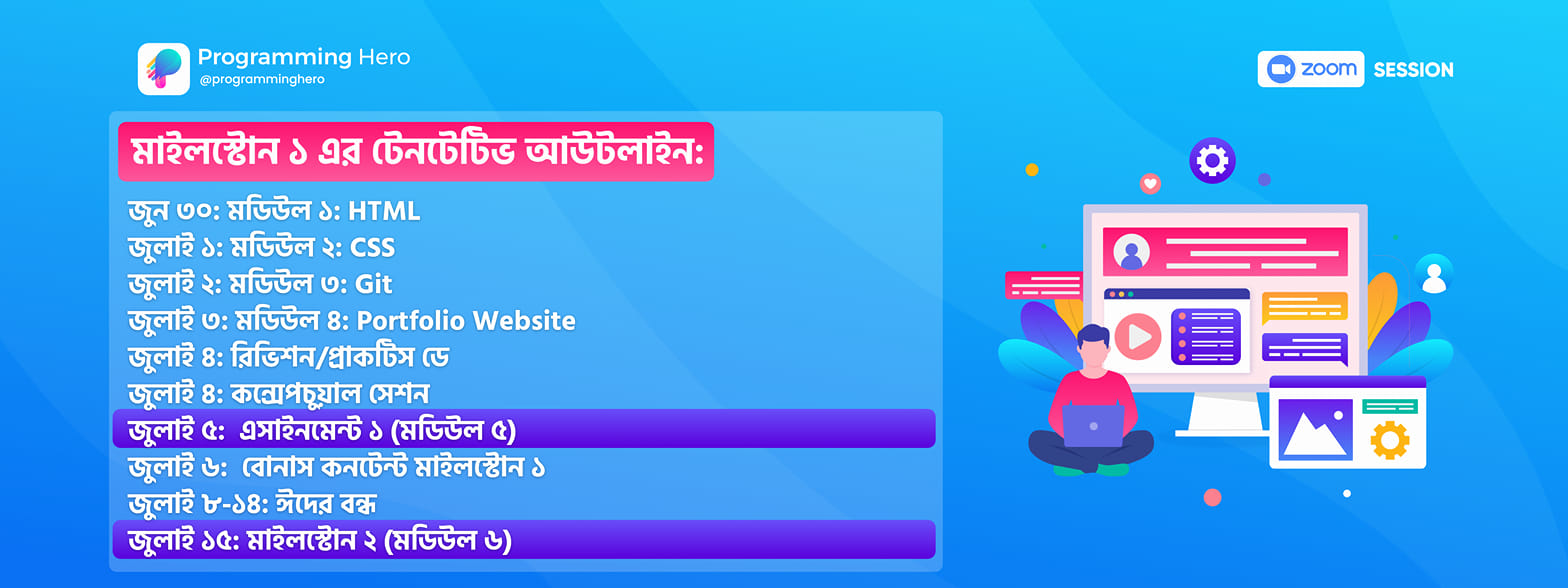 Programming Hero
@programminghero
zoom SESSION
মাইলস্টোন ১ এর টেনটেটিভ আউটলাইন:
জুন ৩০: মডিউল ১: HTML
জুলাই ১: মডিউল ২: CSS
জুলাই ২: মডিউল ৩: Git
জুলাই ৩: মডিউল ৪: Portfolio Website
জুলাই ৪: রিভিশন/প্রাকটিস ডে
জুলাই ৪: কন্সেপচুয়াল সেশন
জুলাই ৫: এসাইনমেন্ট ১ (মডিউল ৫)
জুলাই ৬: বোনাস কনটেন্ট মাইলস্টোন ১
জুলাই ৮-১৪: ঈদের বন্ধ
জুলাই ১৫: মাইলস্টোন ২ (মডিউল ৬)